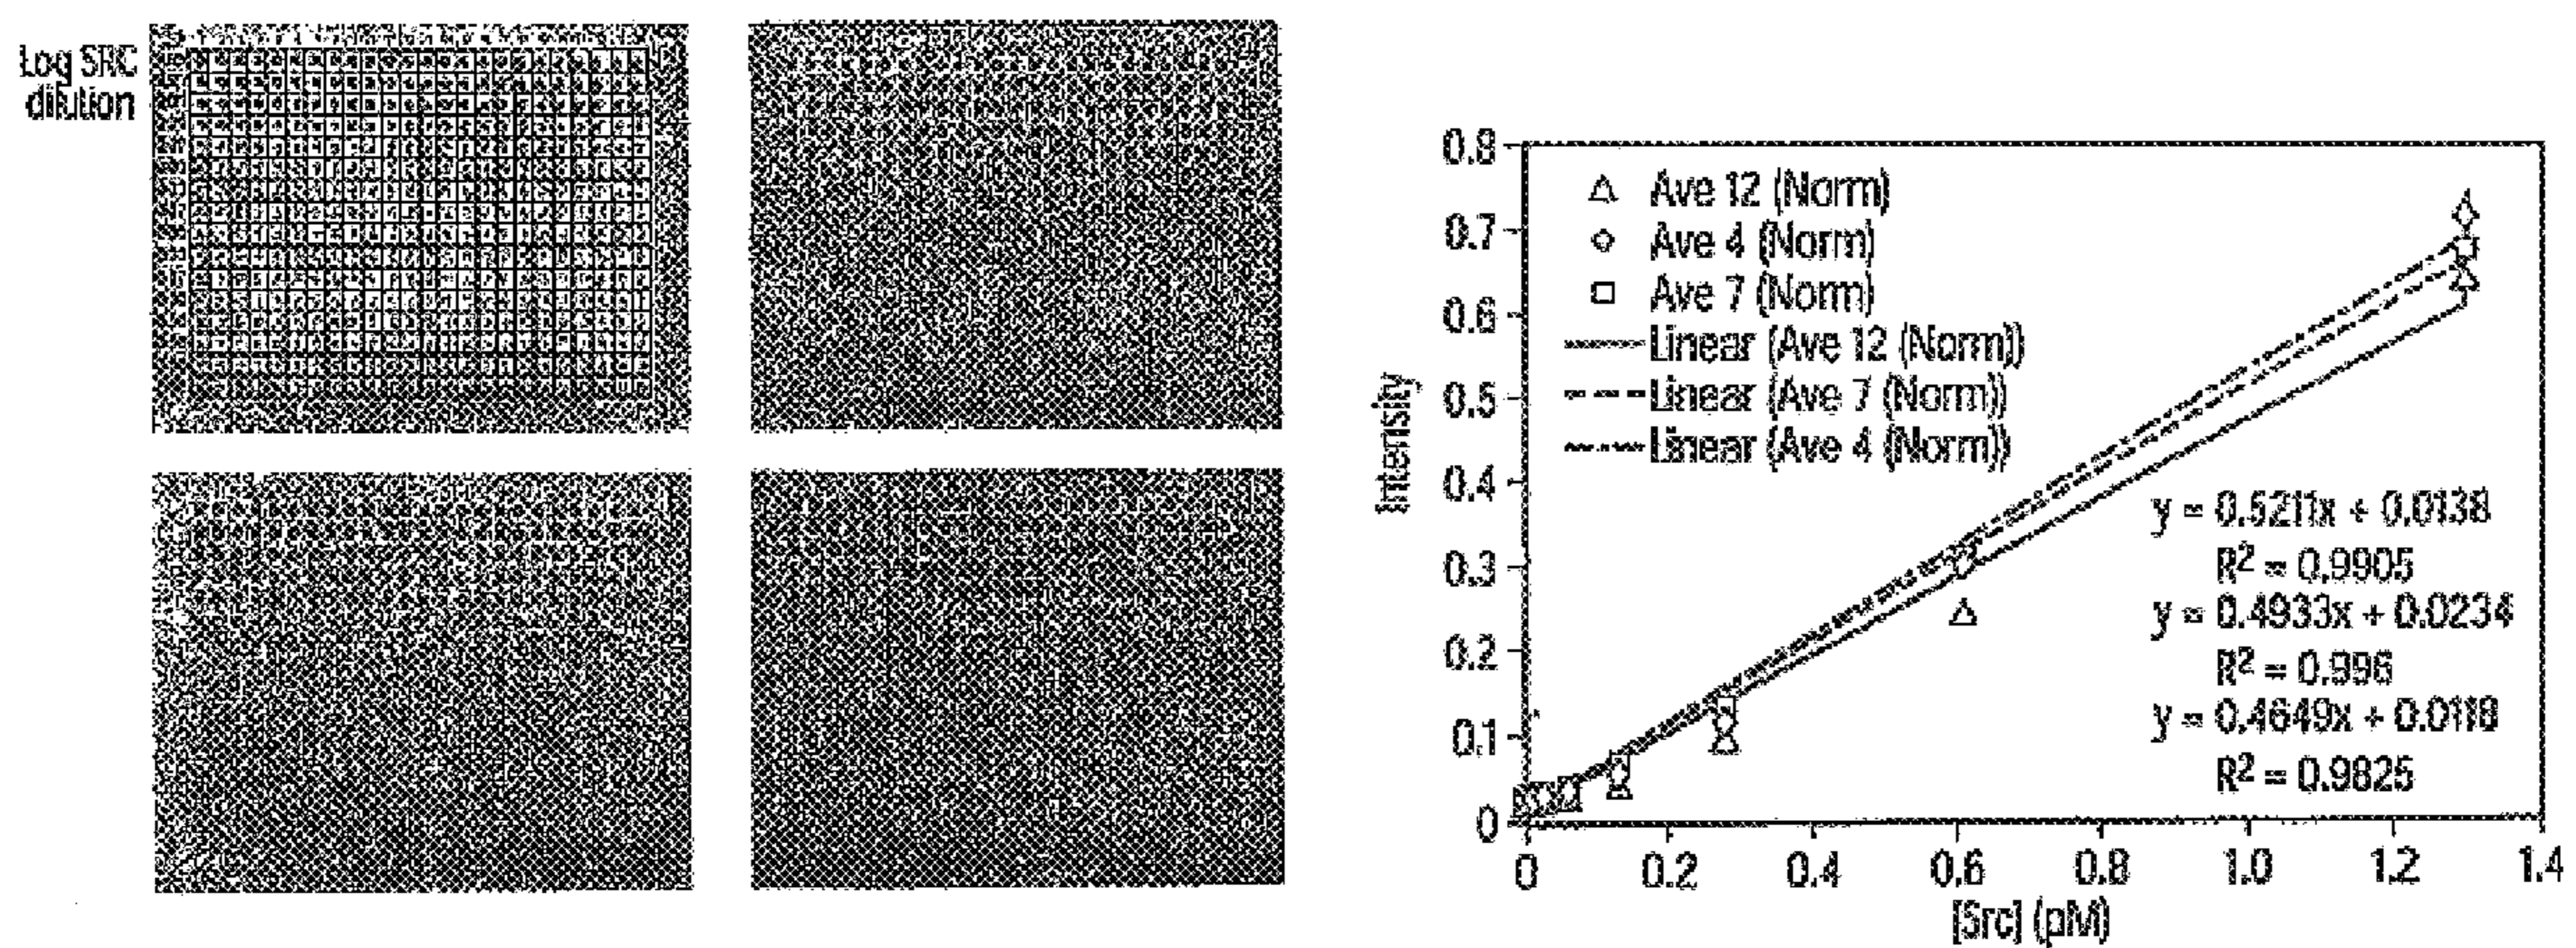 Log SRC
dilution
0.8
0.7
0.6
0.5
0.4
0.3
0.2
0.1
0
Intensity
Ave 12 (Norm)
Ave 4 (Norm)
Ave 7 (Norm)
Linear (Ave 12 (Norm))
Linear (Ave 7 (Norm))
Linear (Ave 4 (Norm))
y = 0.5211x + 0.0138
R² = 0.9905
y = 0.4933x + 0.0234
R² = 0.996
y = 0.4649x + 0.0118
R² = 0.9825
0 0.2 0.4 0.6 0.8 1.0 1.2 1.4
[Src] (pM)